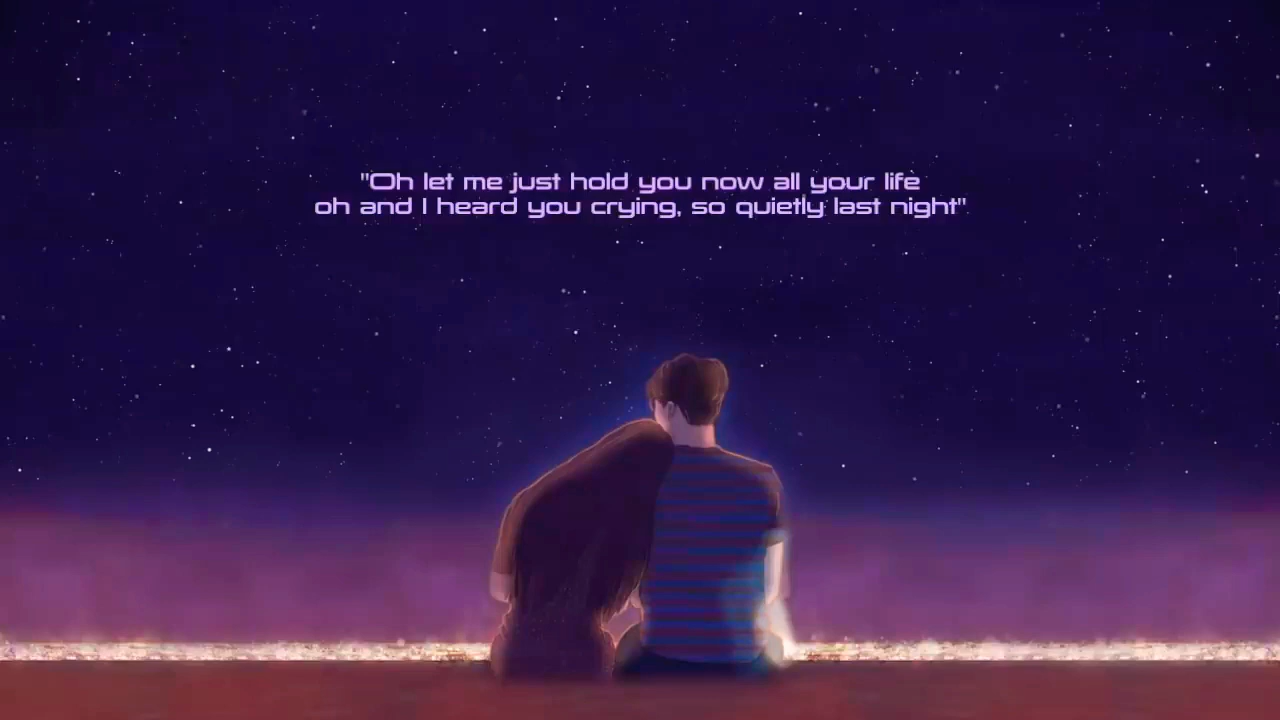 "Oh let me just hold you now all your life
oh and I heard you crying, so quietly last night"